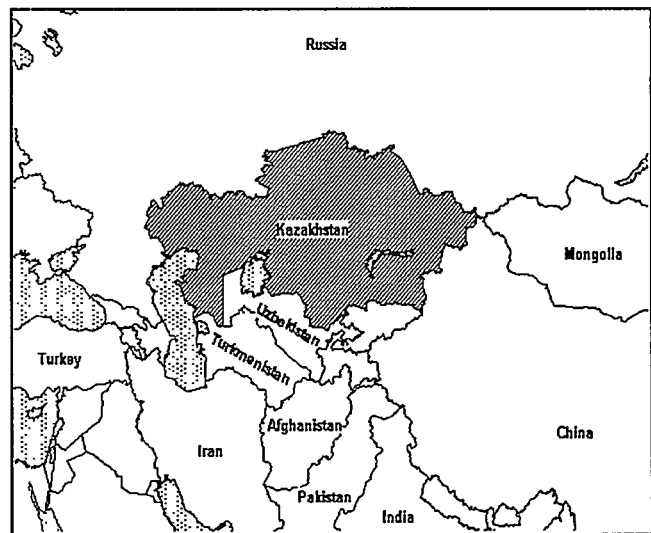 Russia
Kazakhstan
Mongolia
Uzbekistan
Turkmenistan
Turkey
China
Afghanistan
Iran
Pakistan
India